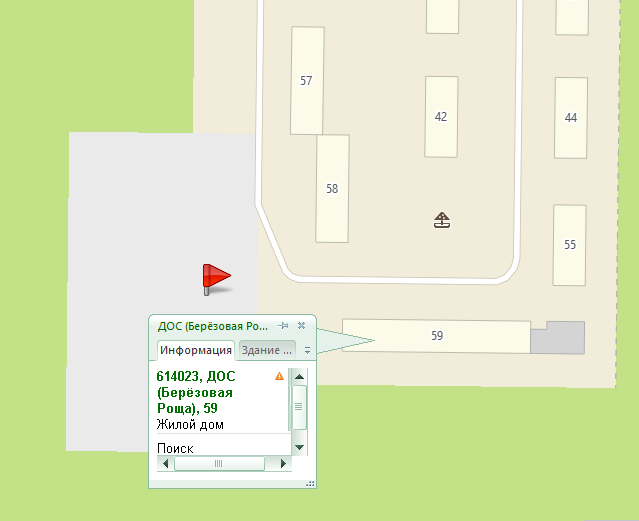 57
42
44
58
55
59
ДОС (Берёзовая Ро...
Информация
Здание ...
614023, ДОС
(Берёзовая
Роща), 59
Жилой дом
Поиск